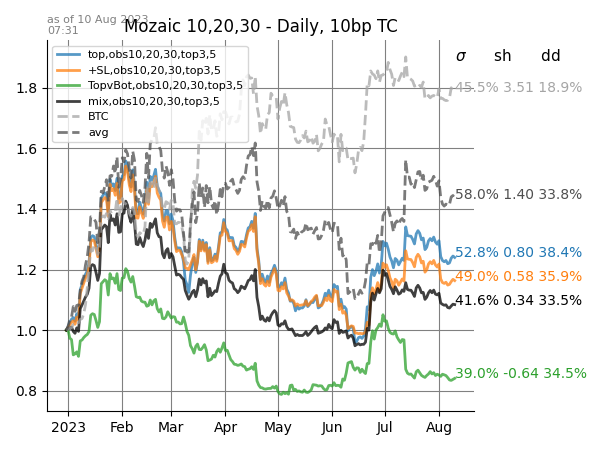 as of 10 Aug 2023
07:31
Mozaic 10,20,30 - Daily, 10bp TC
σ sh dd
top,obs10,20,30,top3,5
+SL,obs10,20,30,top3,5
TopvBot,obs10,20,30,top3,5
mix,obs10,20,30,top3,5
BTC
avg
45.5% 3.51 18.9%
58.0% 1.40 33.8%
52.8% 0.80 38.4%
49.0% 0.58 35.9%
41.6% 0.34 33.5%
39.0% -0.64 34.5%
1.8
1.6
1.4
1.2
1.0
0.8
2023 Feb Mar Apr May Jun Jul Aug